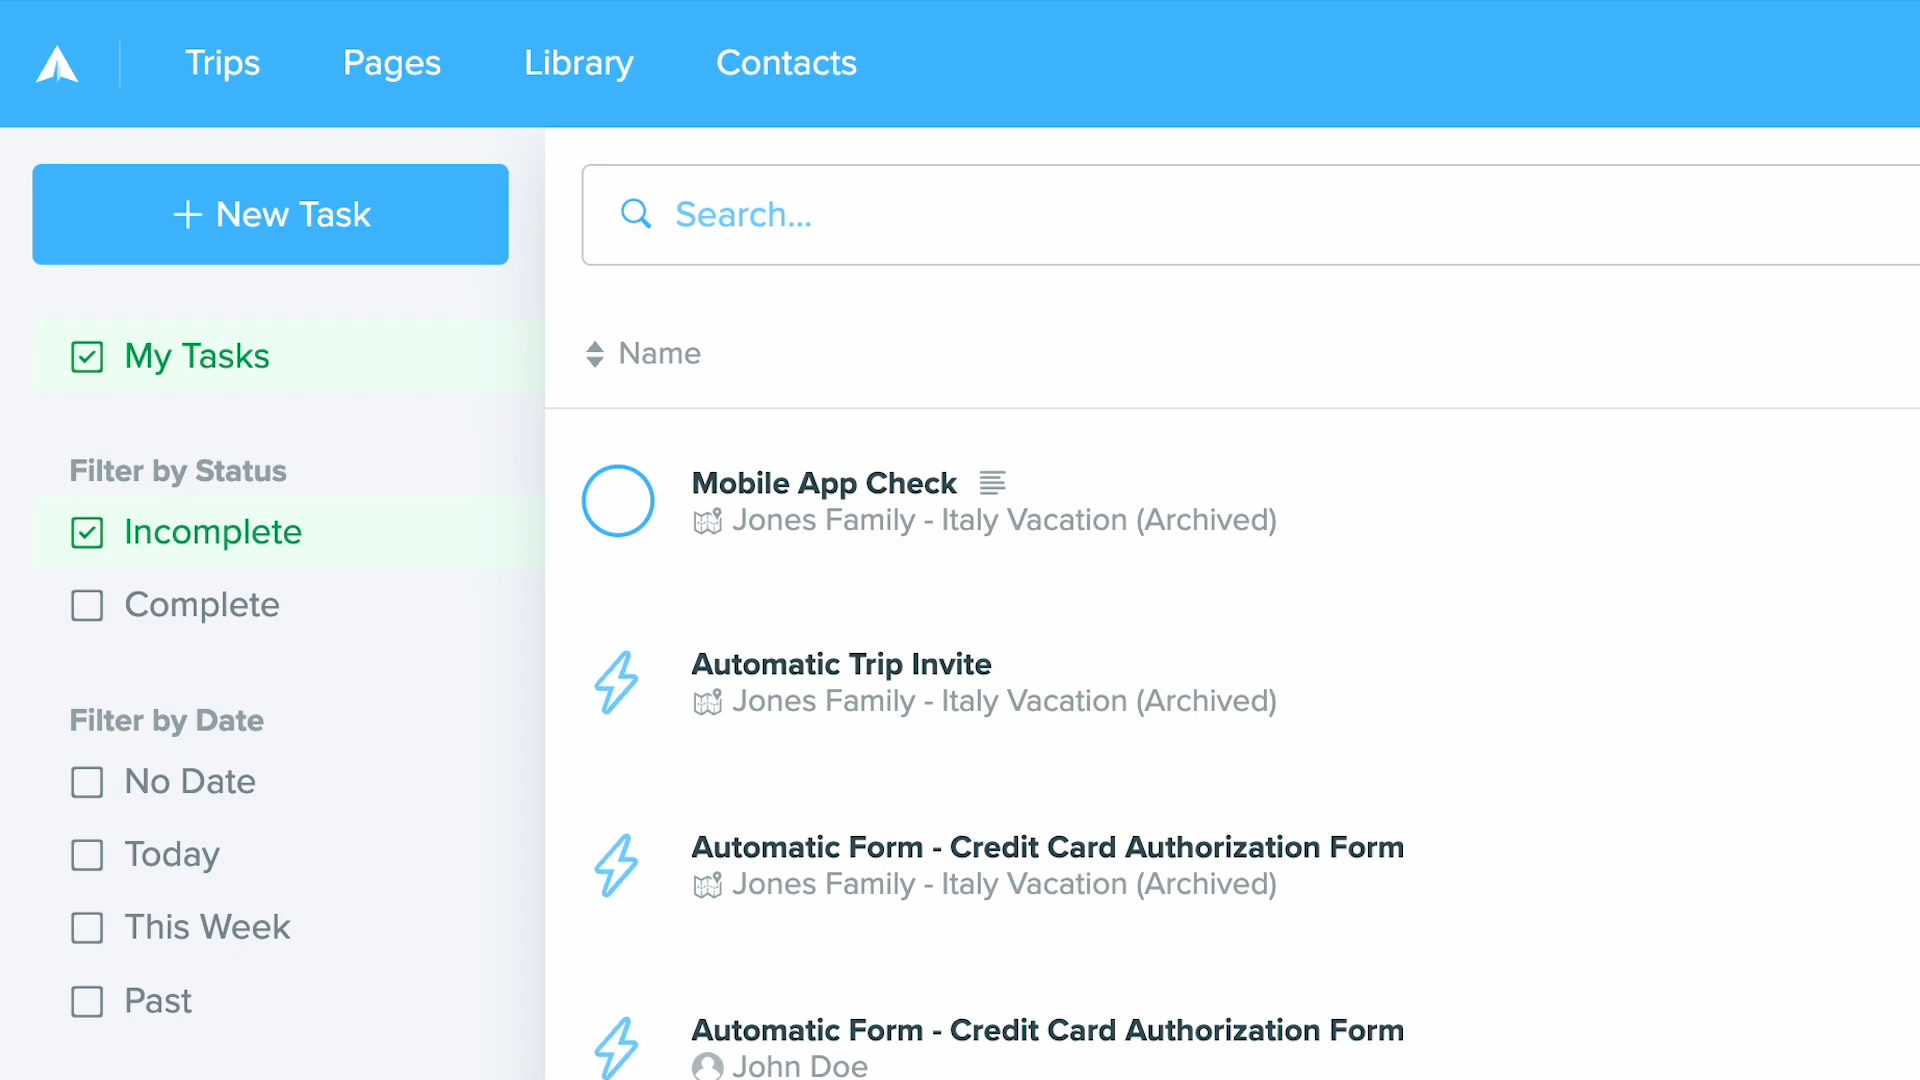 Trips
Pages
Library
Contacts
New Task
Search...
My Tasks
Name
Filter by Status
Incomplete
Complete
Filter by Date
No Date
Today
This Week
Past
Mobile App Check
Jones Family - Italy Vacation (Archived)
Automatic Trip Invite
Jones Family - Italy Vacation (Archived)
Automatic Form - Credit Card Authorization Form
Jones Family - Italy Vacation (Archived)
Automatic Form - Credit Card Authorization Form
John Doe